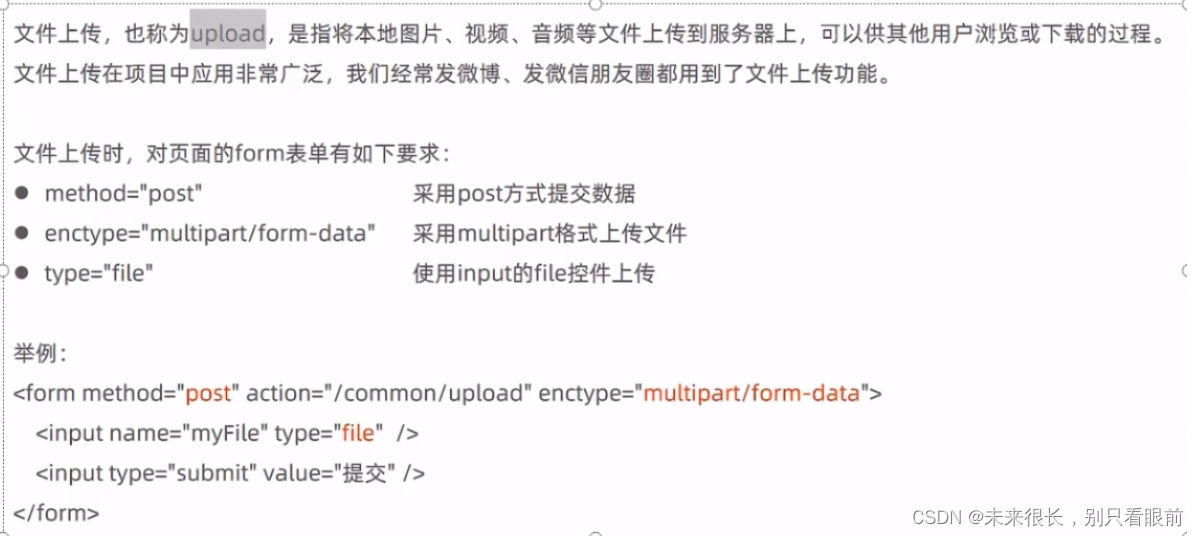 文件上传，也称为upload，是指将本地图片、视频、音频等文件上传到服务器上，可以供其他用户浏览或下载的过程。
文件上传在项目中应用非常广泛，我们经常发微博、发微信朋友圈都用到了文件上传功能。
文件上传时，对页面的form表单有如下要求：
● method="post" 采用post方式提交数据
● enctype="multipart/form-data" 采用multipart格式上传文件
● type="file" 使用input的file控件上传
举例：
<form method="post" action="/common/upload" enctype="multipart/form-data">
<input name="myFile" type="file" />
<input type="submit" value="提交" />
</form>
CSDN @未来很长，别只看眼前